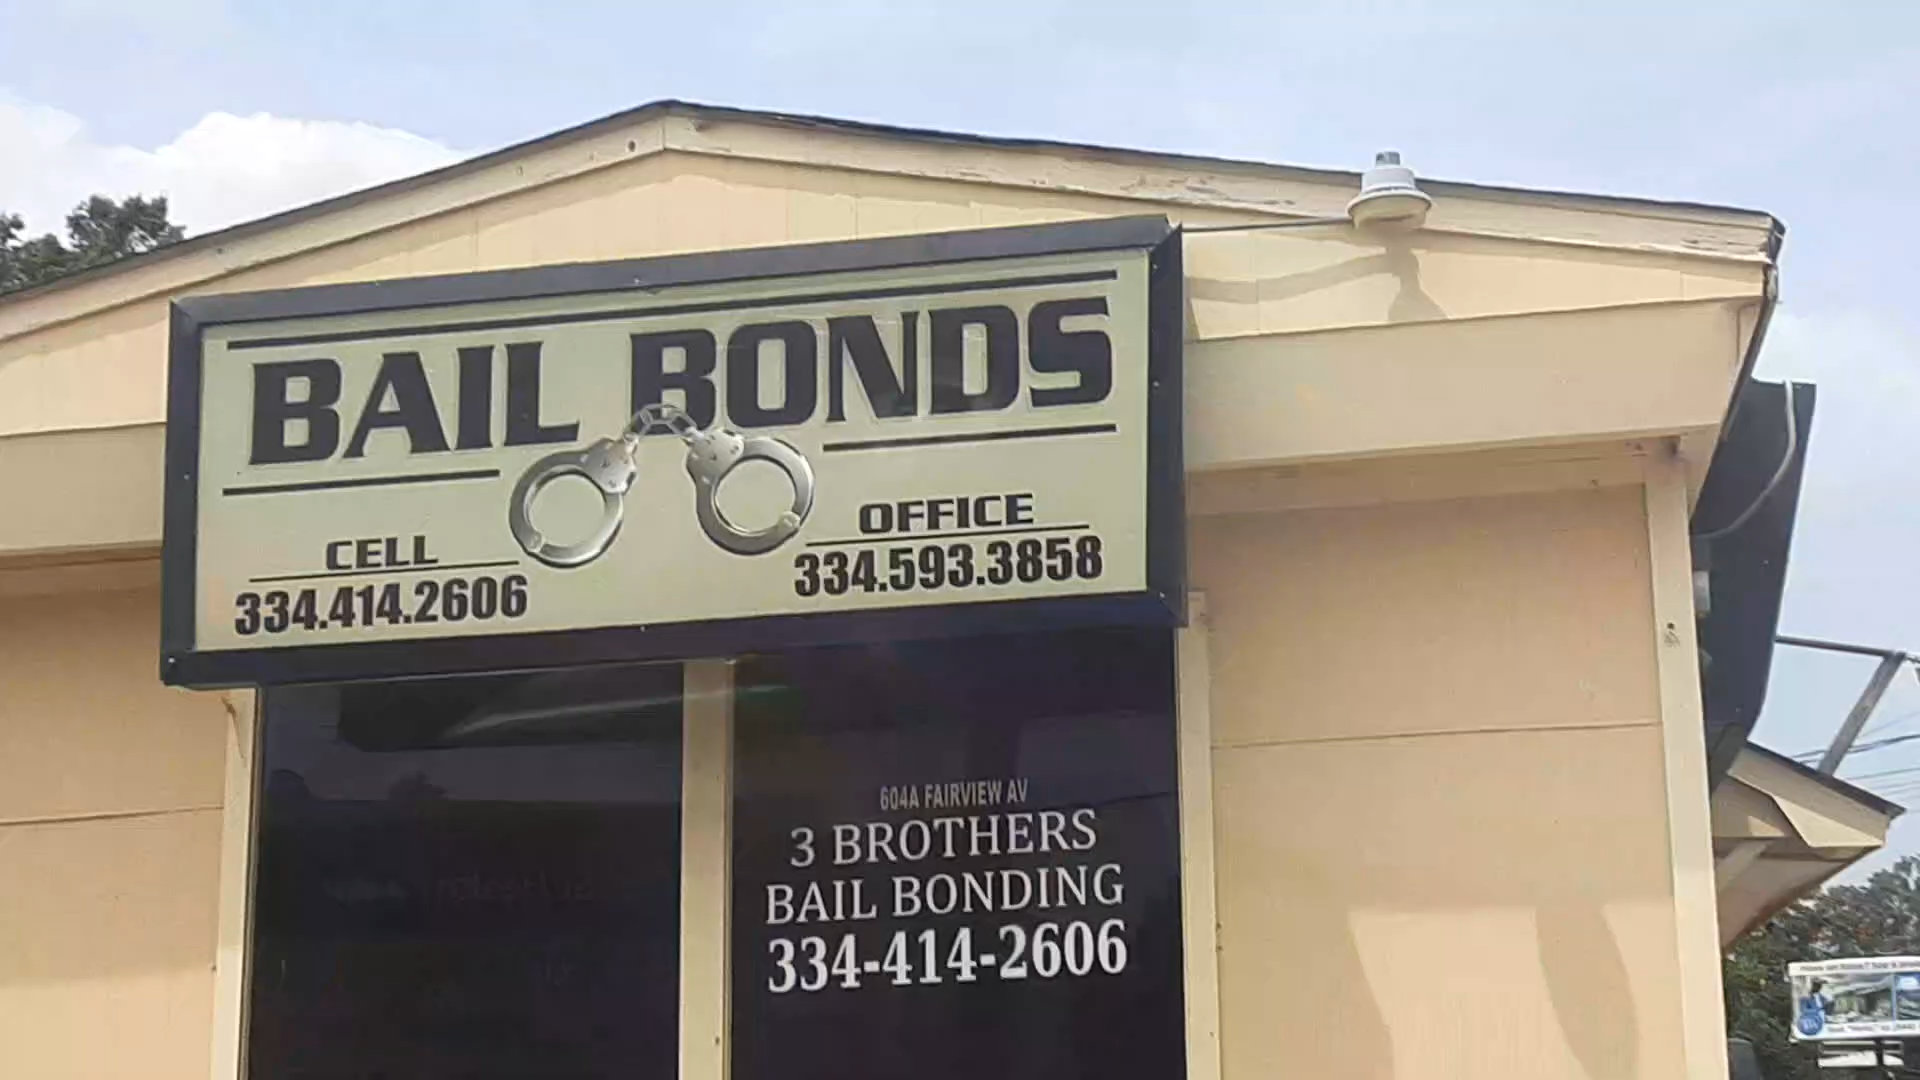 BAIL BONDS
CELL
334.414.2606
OFFICE
334.593.3858
604A FAIRVIEW AV
3 BROTHERS
BAIL BONDING
334-414-2606